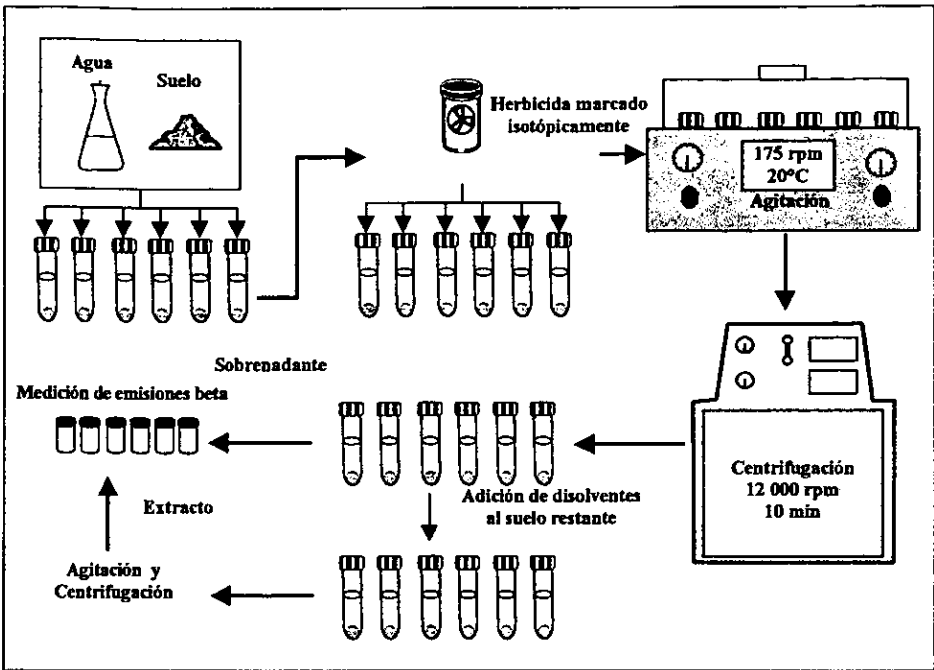 Agua
Suelo
Herbicida marcado
isotópicamente
175 rpm
20°C
Agitación
Sobrenadante
Medición de emisiones beta
Centrifugación
12 000 rpm
10 min
Adición de disolventes
al suelo restante
Extracto
Agitación y
Centrifugación